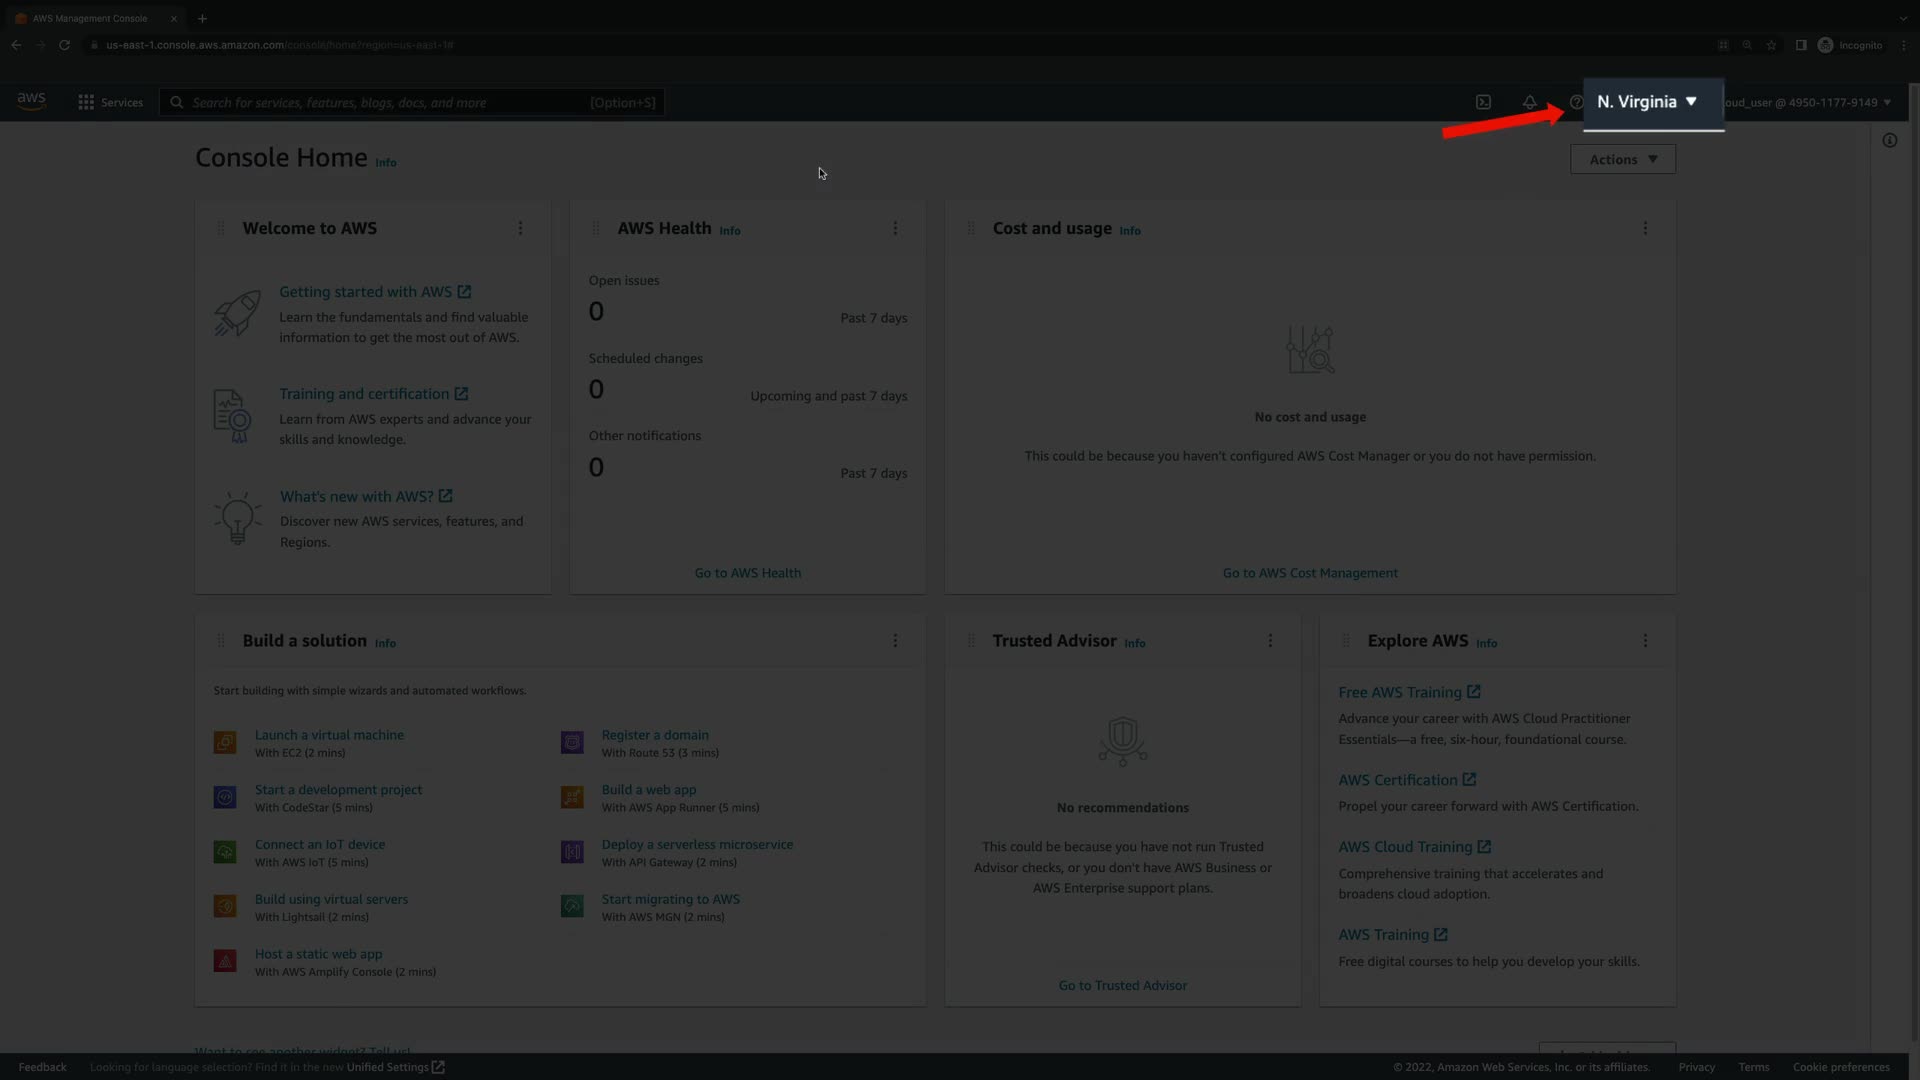 AWS Management Console
us-east-1.console.aws.amazon.com/console/home?region=us-east-1#
Incognito
aws
Services
Search for services, features, blogs, docs, and more
[Option+S]
N. Virginia
oud_user @ 4950-1177-9149
Console Home Info
Actions
Welcome to AWS
Getting started with AWS
Learn the fundamentals and find valuable
information to get the most out of AWS.
Training and certification
Learn from AWS experts and advance your
skills and knowledge.
What's new with AWS?
Discover new AWS services, features, and
Regions.
AWS Health Info
Open issues
0
Past 7 days
Scheduled changes
0
Upcoming and past 7 days
Other notifications
0
Past 7 days
Go to AWS Health
Cost and usage Info
No cost and usage
This could be because you haven't configured AWS Cost Manager or you do not have permission.
Go to AWS Cost Management
Build a solution Info
Start building with simple wizards and automated workflows.
Launch a virtual machine
With EC2 (2 mins)
Start a development project
With CodeStar (5 mins)
Connect an IoT device
With AWS IoT (5 mins)
Build using virtual servers
With Lightsail (2 mins)
Host a static web app
With AWS Amplify Console (2 mins)
Register a domain
With Route 53 (3 mins)
Build a web app
With AWS App Runner (5 mins)
Deploy a serverless microservice
With API Gateway (2 mins)
Start migrating to AWS
With AWS MGN (2 mins)
Trusted Advisor Info
No recommendations
This could be because you have not run Trusted
Advisor checks, or you don't have AWS Business or
AWS Enterprise support plans.
Go to Trusted Advisor
Explore AWS Info
Free AWS Training
Advance your career with AWS Cloud Practitioner
Essentials—a free, six-hour, foundational course.
AWS Certification
Propel your career forward with AWS Certification.
AWS Cloud Training
Comprehensive training that accelerates and
broadens cloud adoption.
AWS Training
Free digital courses to help you develop your skills.
Want to see another widget? Tell us!
Feedback
Looking for language selection? Find it in the new Unified Settings
© 2022, Amazon Web Services, Inc. or its affiliates.
Privacy
Terms
Cookie preferences